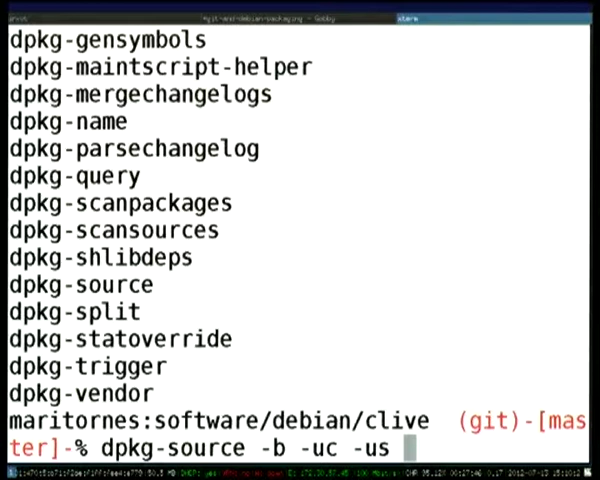 xterm
dpkg-gensymbols
dpkg-maintscript-helper
dpkg-mergechangelogs
dpkg-name
dpkg-parsechangelog
dpkg-query
dpkg-scanpackages
dpkg-scansources
dpkg-shlibdeps
dpkg-source
dpkg-split
dpkg-statoverride
dpkg-trigger
dpkg-vendor
maritornes:software/debian/clive (git)-[mas
ter]-% dpkg-source -b -uc -us